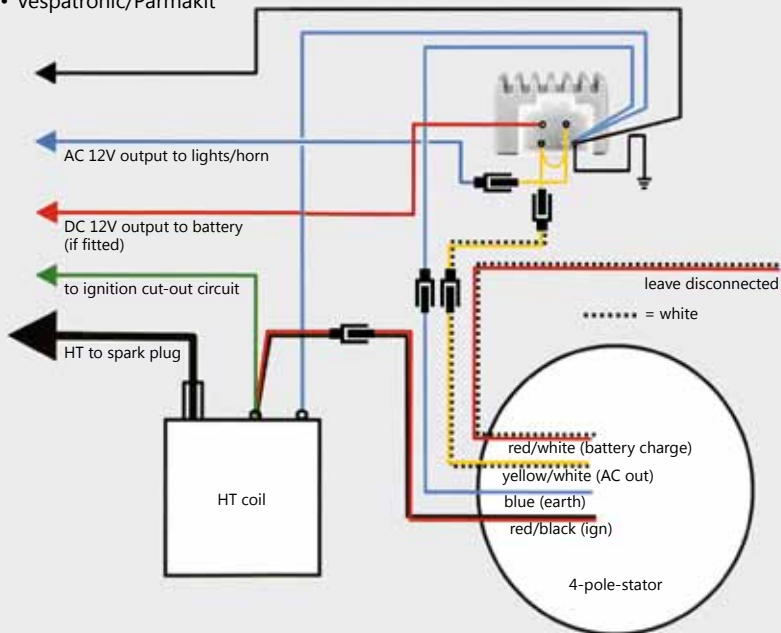 • Vespatronic/Parmakit
AC 12V output to lights/horn
DC 12V output to battery
(if fitted)
to ignition cut-out circuit
leave disconnected
= white
HT to spark plug
red/white (battery charge)
yellow/white (AC out)
blue (earth)
red/black (ign)
HT coil
4-pole-stator